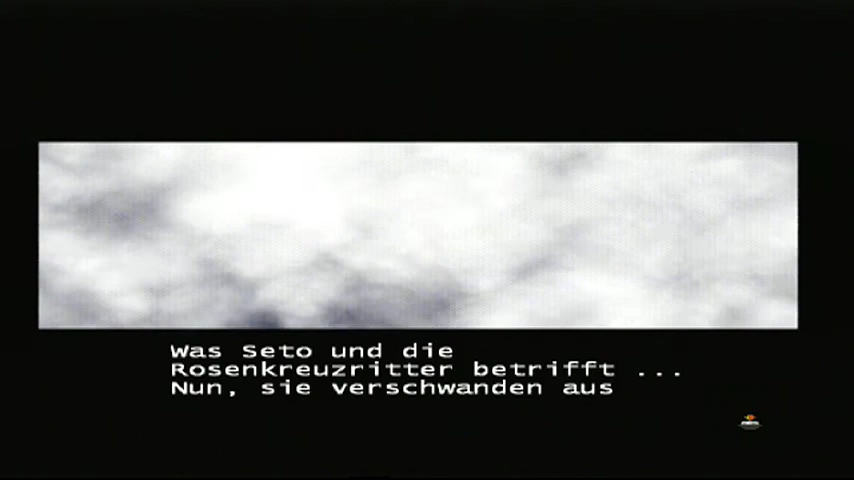 Was Seto und die
Rosenkreuzritter betrifft ...
Nun, sie verschwanden aus